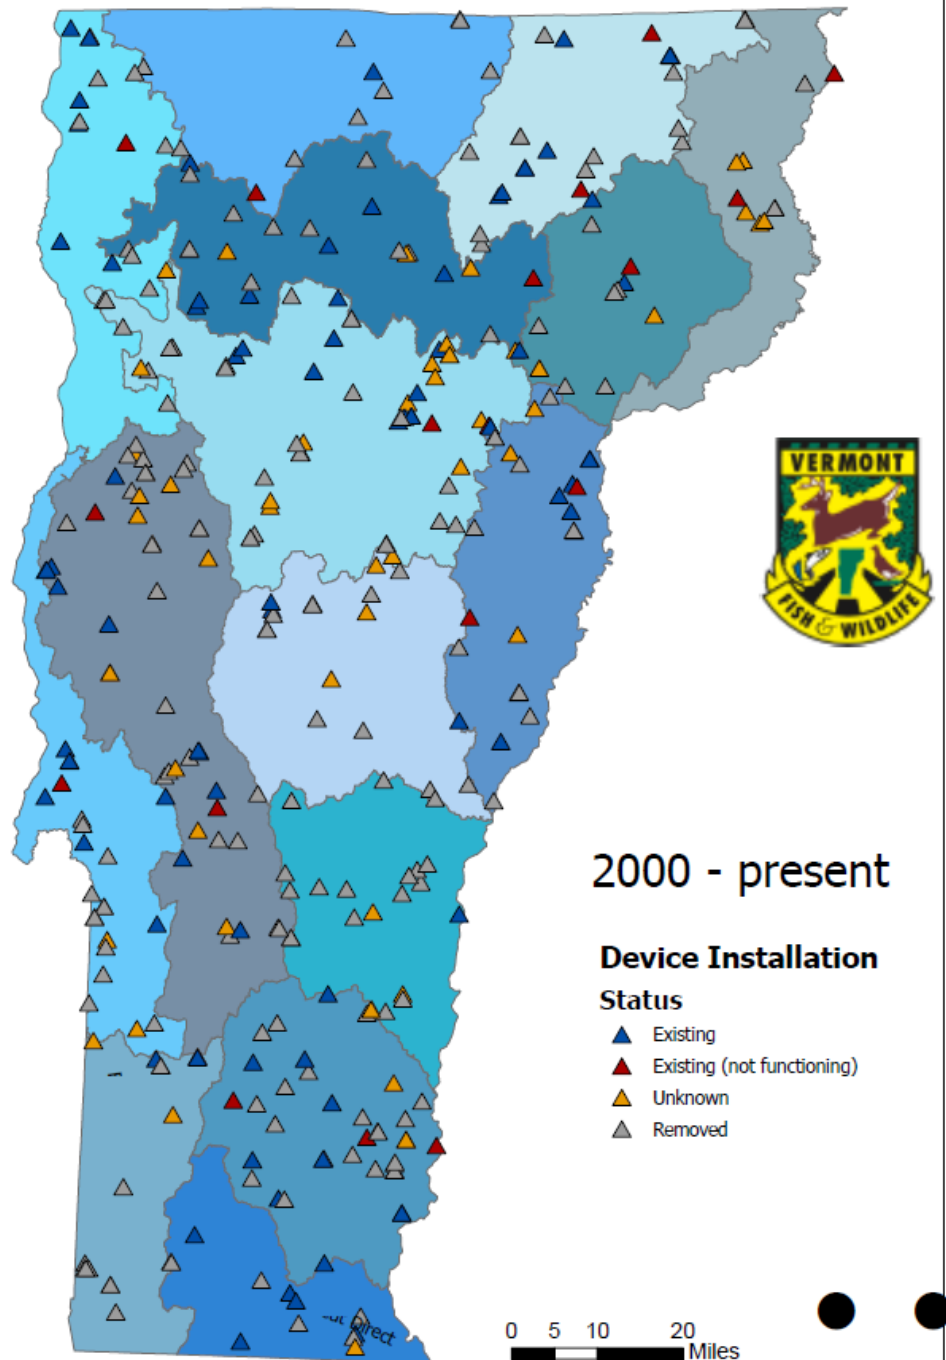 VERMONT
FISH & WILDLIFE
2000 - present
Device Installation
Status
Existing
Existing (not functioning)
Unknown
Removed
Direct
0 5 10 20
Miles